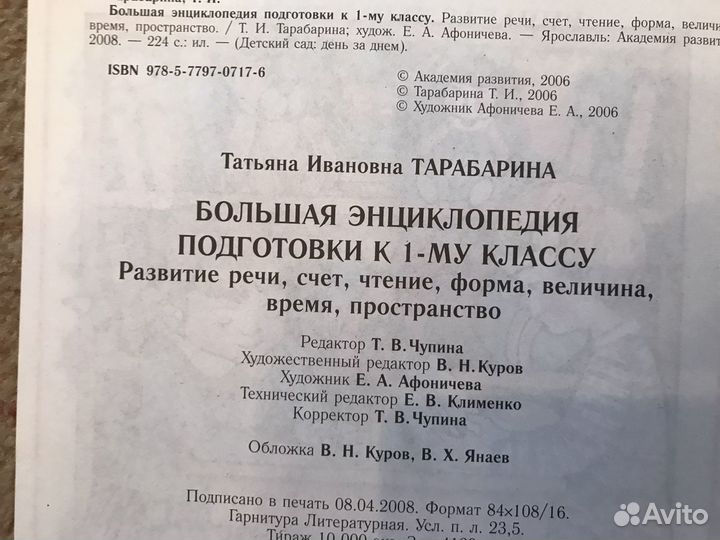 Большая энциклопедия подготовки к 1-му классу. Развитие речи, счет, чтение, форма, величи
время, пространство. / Т. И. Тарабарина; худож. Е. А. Афоничева. — Ярославль: Академия развит
2008. — 224 с.: ил. — (Детский сад: день за днем).
ISBN 978-5-7797-0717-6
© Академия развития, 2006
© Тарабарина Т. И., 2006
© Художник Афоничева Е. А., 2006
Татьяна Ивановна ТАРАБАРИНА
БОЛЬШАЯ ЭНЦИКЛОПЕДИЯ
ПОДГОТОВКИ К 1-МУ КЛАССУ
Развитие речи, счет, чтение, форма, величина,
время, пространство
Редактор Т. В. Чупина
Художественный редактор В. Н. Куров
Художник Е. А. Афоничева
Технический редактор Е. В. Клименко
Корректор Т. В. Чупина
Обложка В. Н. Куров, В. Х. Янаев
Подписано в печать 08.04.2008. Формат 84×108/16.
Гарнитура Литературная. Усл. п. л. 23,5.
Тираж 10 000
Avito